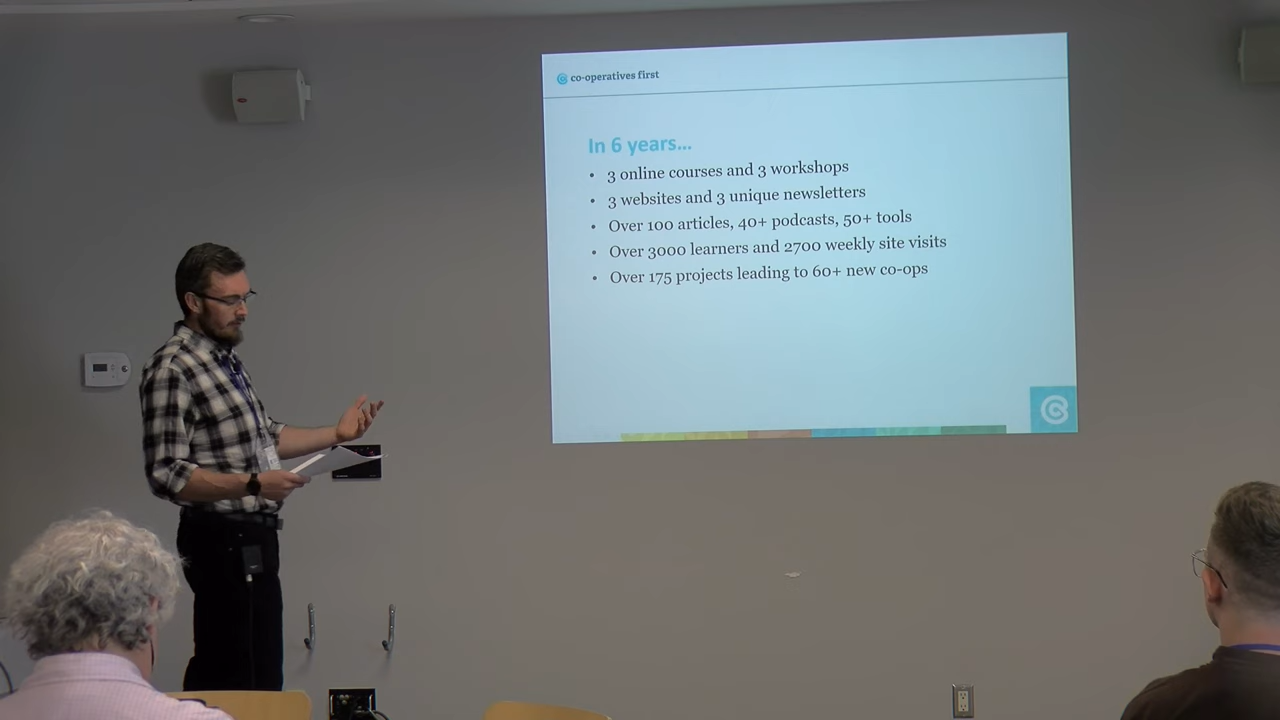 co-operatives first
In 6 years...
• 3 online courses and 3 workshops
• 3 websites and 3 unique newsletters
• Over 100 articles, 40+ podcasts, 50+ tools
• Over 3000 learners and 2700 weekly site visits
• Over 175 projects leading to 60+ new co-ops